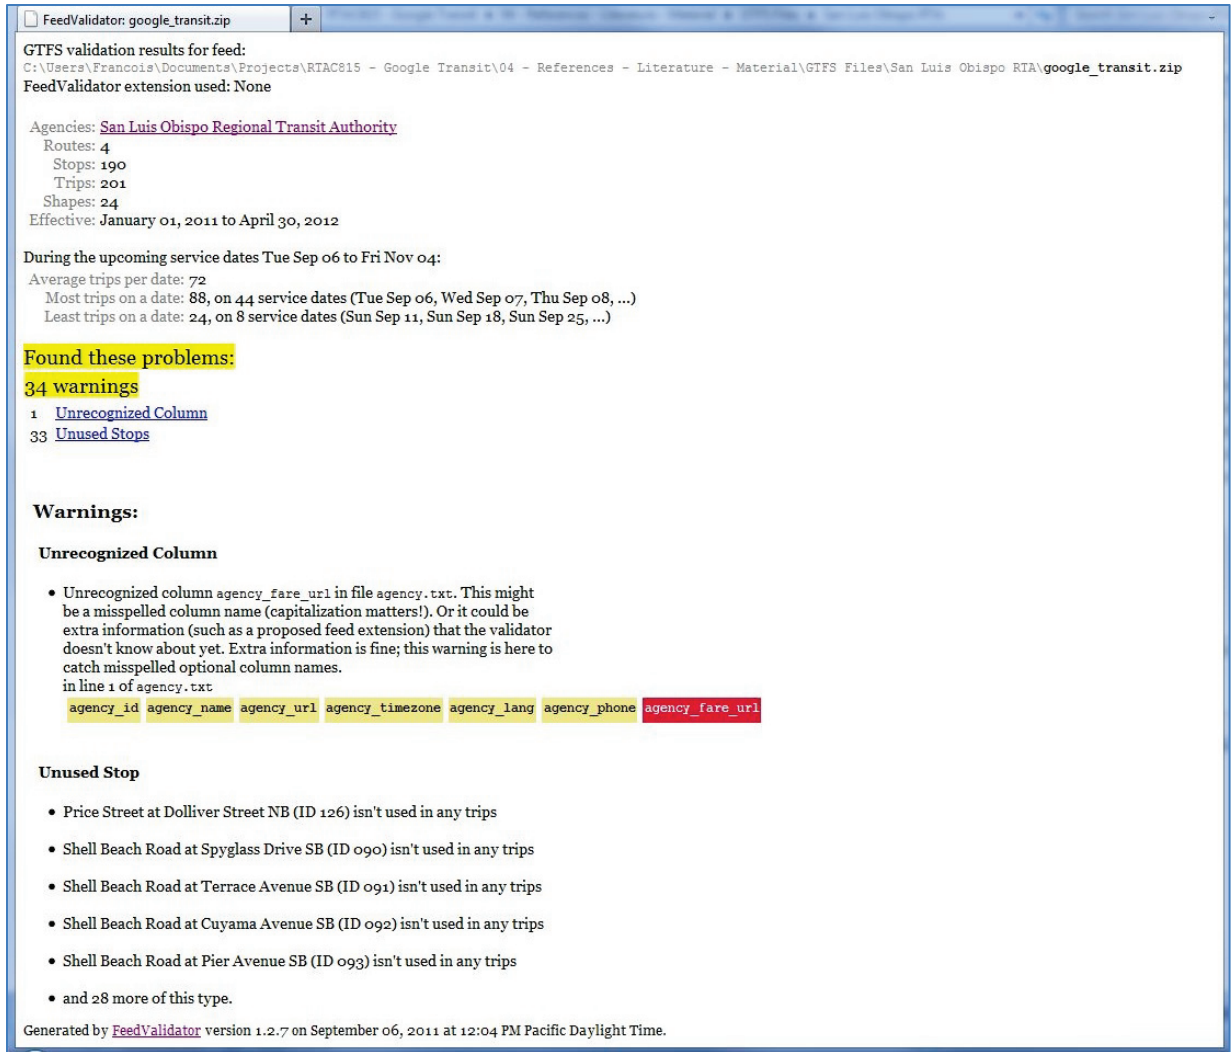 FeedValidator: google_transit.zip
+
GTFS validation results for feed:
C:\Users\Francois\Documents\Projects\RTAC815 - Google Transit\04 - References - Literature - Material\GTFS Files\San Luis Obispo RTA\google_transit.zip
FeedValidator extension used: None
Agencies: San Luis Obispo Regional Transit Authority
Routes: 4
Stops: 190
Trips: 201
Shapes: 24
Effective: January 01, 2011 to April 30, 2012
During the upcoming service dates Tue Sep 06 to Fri Nov 04:
Average trips per date: 72
Most trips on a date: 88, on 44 service dates (Tue Sep 06, Wed Sep 07, Thu Sep 08, ...)
Least trips on a date: 24, on 8 service dates (Sun Sep 11, Sun Sep 18, Sun Sep 25, ...)
Found these problems:
34 warnings
1 Unrecognized Column
33 Unused Stops
Warnings:
Unrecognized Column
• Unrecognized column agency_fare_url in file agency.txt. This might
be a misspelled column name (capitalization matters!). Or it could be
extra information (such as a proposed feed extension) that the validator
doesn't know about yet. Extra information is fine; this warning is here to
catch misspelled optional column names.
in line 1 of agency.txt
agency_id agency_name agency_url agency_timezone agency_lang agency_phone agency_fare_url
Unused Stop
• Price Street at Dolliver Street NB (ID 126) isn't used in any trips
• Shell Beach Road at Spyglass Drive SB (ID 090) isn't used in any trips
• Shell Beach Road at Terrace Avenue SB (ID 091) isn't used in any trips
• Shell Beach Road at Cuyama Avenue SB (ID 092) isn't used in any trips
• Shell Beach Road at Pier Avenue SB (ID 093) isn't used in any trips
• and 28 more of this type.
Generated by FeedValidator version 1.2.7 on September 06, 2011 at 12:04 PM Pacific Daylight Time.